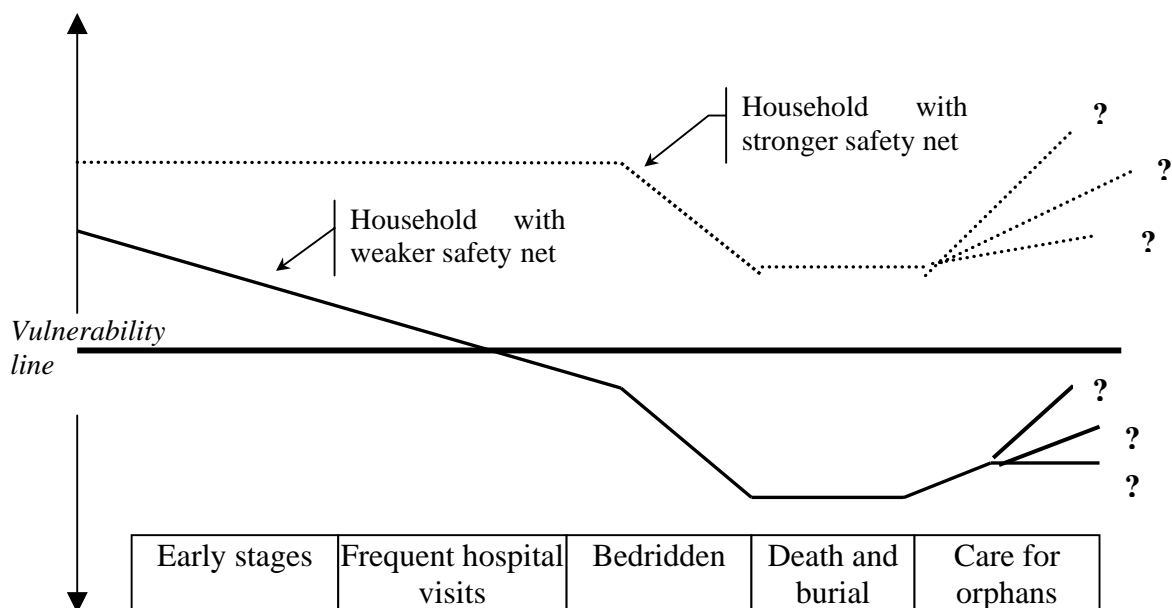 Household with
stronger safety net
?
?
?
Household with
weaker safety net
Vulnerability
line
?
?
?
Early stages
Frequent hospital
visits
Bedridden
Death and
burial
Care for
orphans